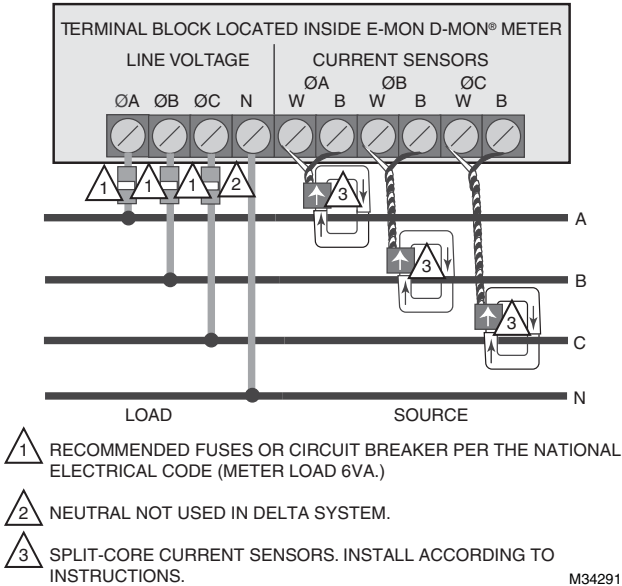 TERMINAL BLOCK LOCATED INSIDE E-MON D-MON® METER
LINE VOLTAGE CURRENT SENSORS
ØA ØB ØC
ØA ØB ØC N W B W B W B
1 1 1 2 3
A
3
B
3
C
N
LOAD SOURCE
1 RECOMMENDED FUSES OR CIRCUIT BREAKER PER THE NATIONAL
ELECTRICAL CODE (METER LOAD 6VA.)
2 NEUTRAL NOT USED IN DELTA SYSTEM.
3 SPLIT-CORE CURRENT SENSORS. INSTALL ACCORDING TO
INSTRUCTIONS.
M34291